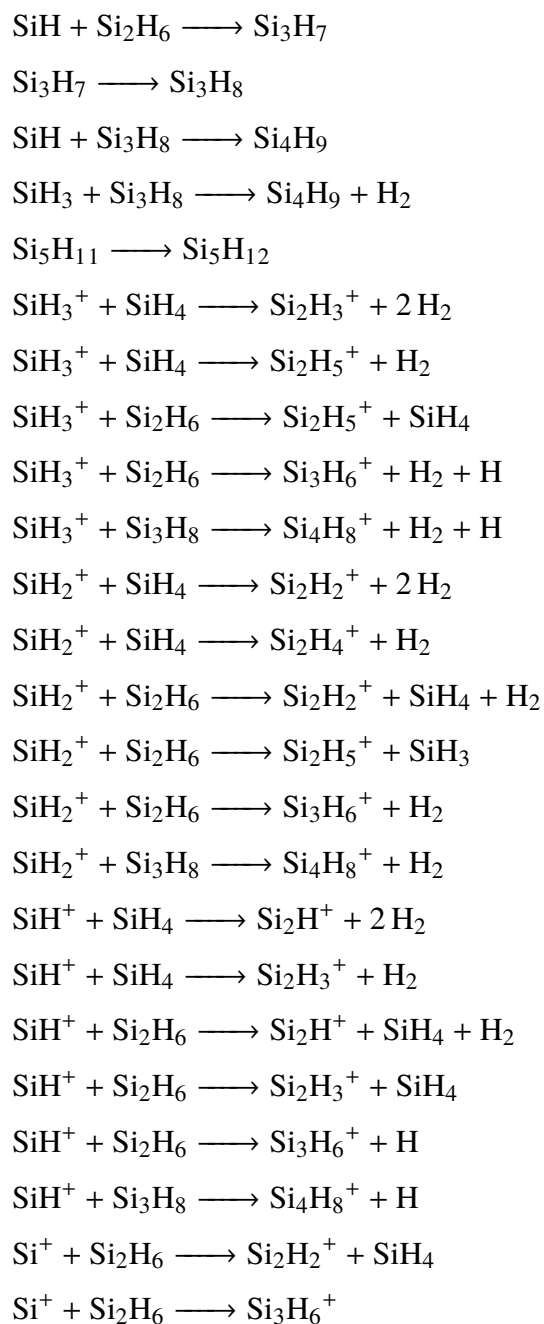 SiH + Si₂H₆ ⟶ Si₃H₇
Si₃H₇ ⟶ Si₃H₈
SiH + Si₃H₈ ⟶ Si₄H₉
SiH₃ + Si₃H₈ ⟶ Si₄H₉ + H₂
Si₅H₁₁ ⟶ Si₅H₁₂
SiH₃⁺ + SiH₄ ⟶ Si₂H₃⁺ + 2 H₂
SiH₃⁺ + SiH₄ ⟶ Si₂H₅⁺ + H₂
SiH₃⁺ + Si₂H₆ ⟶ Si₂H₅⁺ + SiH₄
SiH₃⁺ + Si₂H₆ ⟶ Si₃H₆⁺ + H₂ + H
SiH₃⁺ + Si₃H₈ ⟶ Si₄H₈⁺ + H₂ + H
SiH₂⁺ + SiH₄ ⟶ Si₂H₂⁺ + 2 H₂
SiH₂⁺ + SiH₄ ⟶ Si₂H₄⁺ + H₂
SiH₂⁺ + Si₂H₆ ⟶ Si₂H₂⁺ + SiH₄ + H₂
SiH₂⁺ + Si₂H₆ ⟶ Si₂H₅⁺ + SiH₃
SiH₂⁺ + Si₂H₆ ⟶ Si₃H₆⁺ + H₂
SiH₂⁺ + Si₃H₈ ⟶ Si₄H₈⁺ + H₂
SiH⁺ + SiH₄ ⟶ Si₂H⁺ + 2 H₂
SiH⁺ + SiH₄ ⟶ Si₂H₃⁺ + H₂
SiH⁺ + Si₂H₆ ⟶ Si₂H⁺ + SiH₄ + H₂
SiH⁺ + Si₂H₆ ⟶ Si₂H₃⁺ + SiH₄
SiH⁺ + Si₂H₆ ⟶ Si₃H₆⁺ + H
SiH⁺ + Si₃H₈ ⟶ Si₄H₈⁺ + H
Si⁺ + Si₂H₆ ⟶ Si₂H₂⁺ + SiH₄
Si⁺ + Si₂H₆ ⟶ Si₃H₆⁺